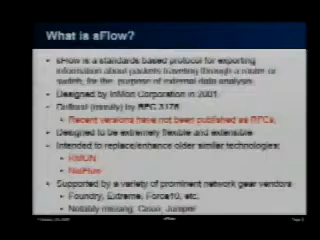 What is sFlow?
• sFlow is a standards based protocol for exporting
information about packets traveling through a router or
switch, for the purpose of external data analysis.
• Designed by InMon Corporation in 2001.
• Defined (mostly) by RFC 3176
• Recent versions have not been published as RFCs.
• Designed to be extremely flexible and extensible
• Intended to replace/enhance older similar technologies:
• RMON
• NetFlow
• Supported by a variety of prominent network gear vendors
• Foundry, Extreme, Force10, etc.
• Notably missing: Cisco, Juniper